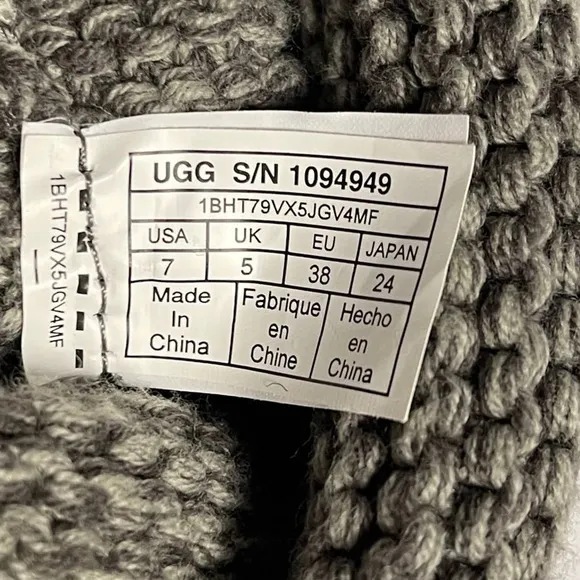 UGG S/N 1094949
1BHT79VX5JGV4MF
USA UK EU JAPAN
7 5 38 24
Made Fabrique Hecho
In en en
China Chine China
1BHT79VX5JGV4MF